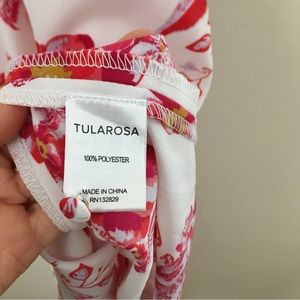 TULAROSA
100% POLYESTER
MADE IN CHINA
RN132829